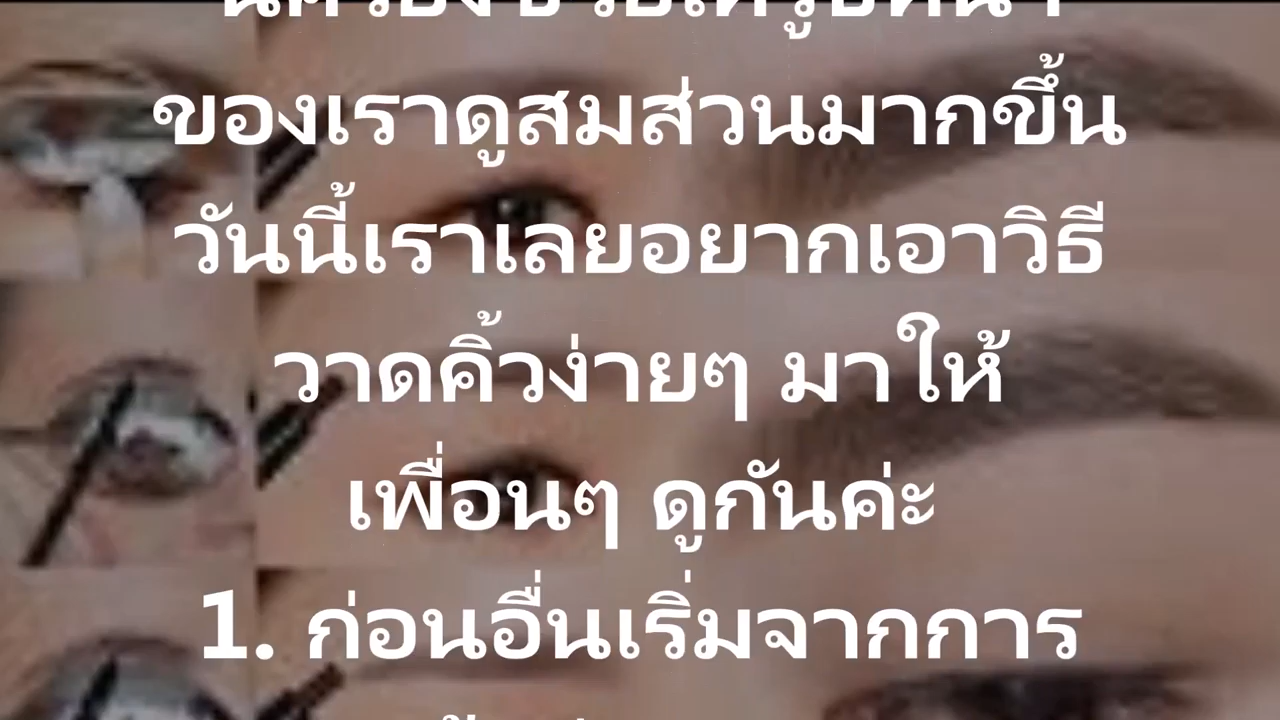 ของเราดูสมส่วนมากขึ้น
วันนี้เราเลยอยากเอาวิธี
วาดคิ้วง่ายๆ มาให้
เพื่อนๆ ดูกันค่ะ
1. ก่อนอื่นเริ่มจากการ